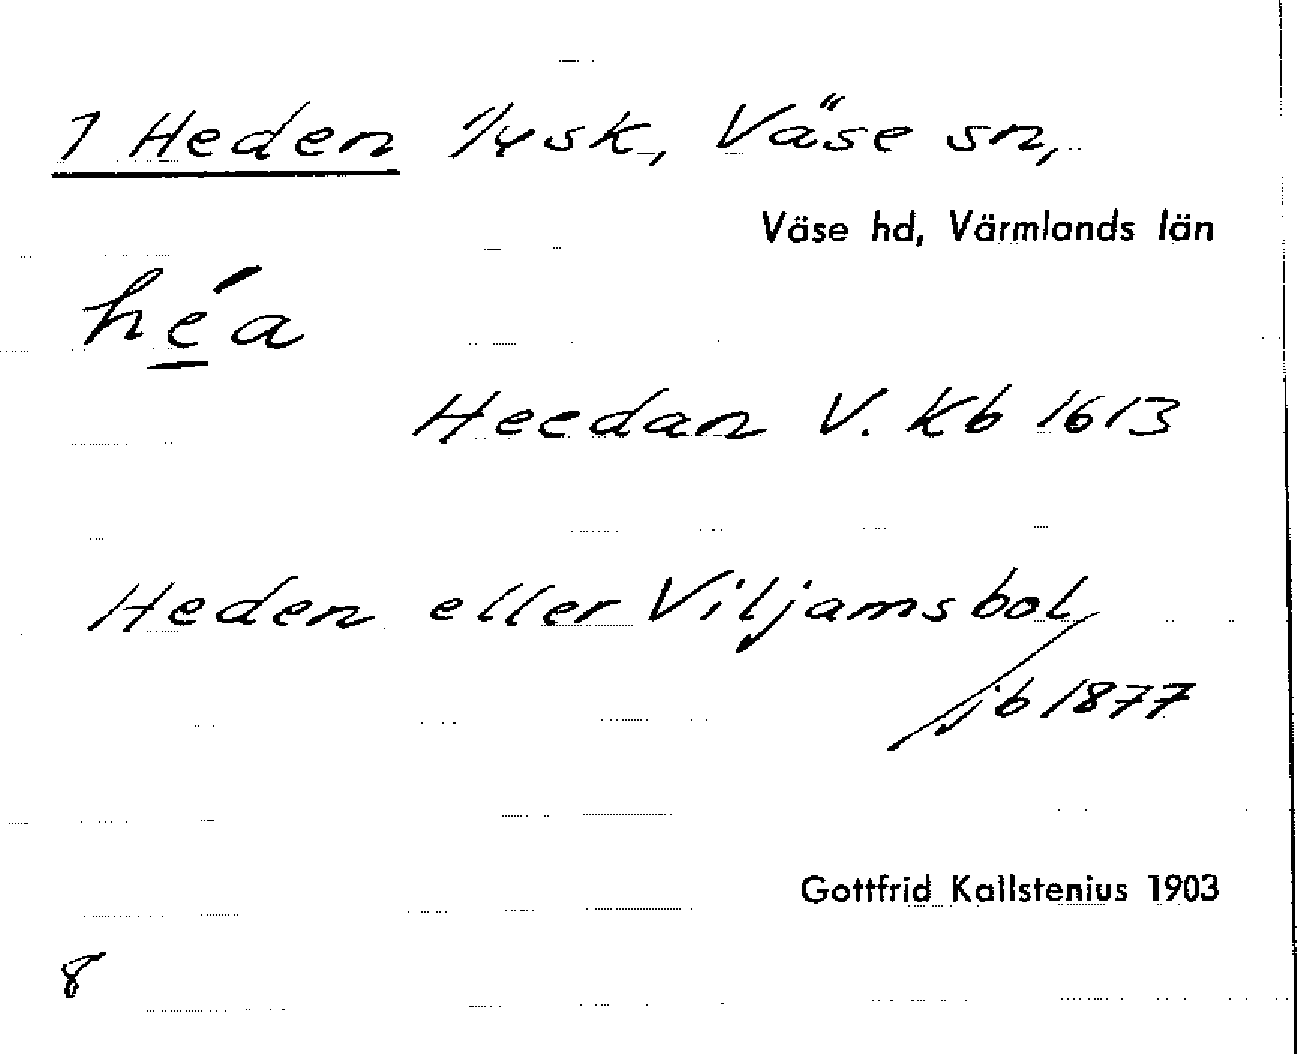 1 Heden 1/4 sk, Väse sn,
Väse hd, Värmlands län
héa
Heedan V. Kb 1613
Heden eller Viljamsbol
jb 1877
Gottfrid Kallstenius 1903
8